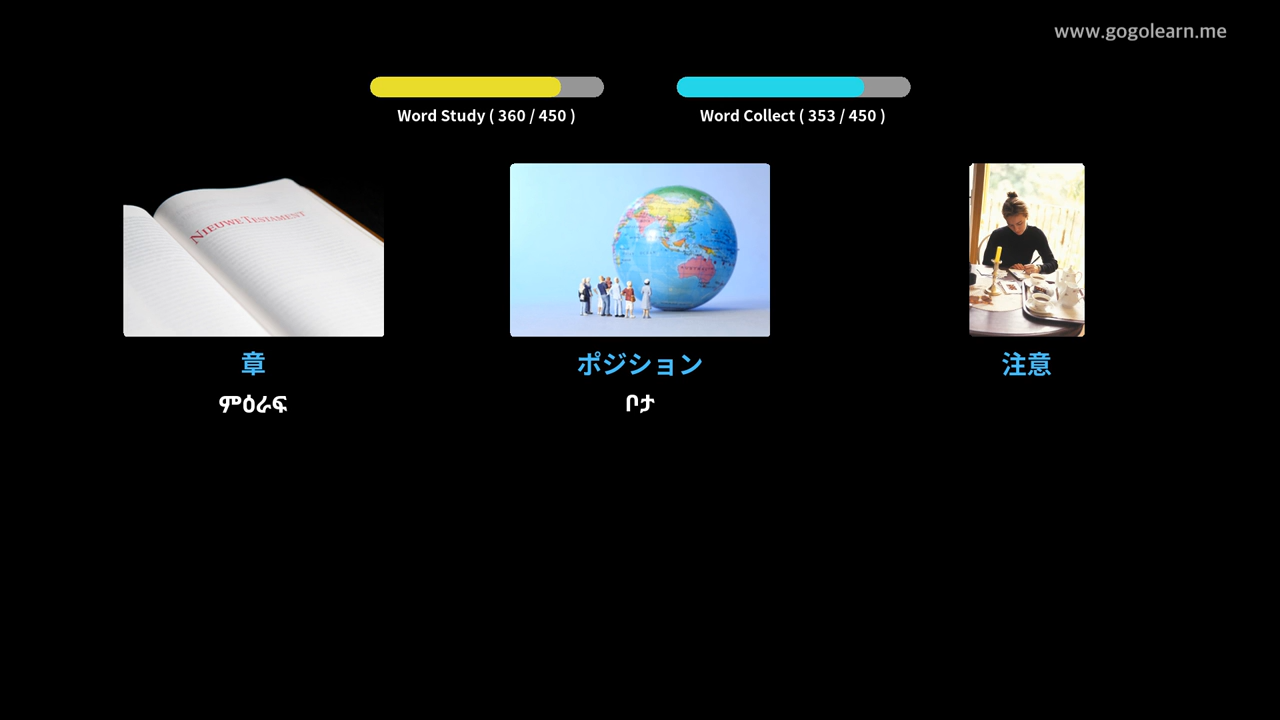 www.gogolearn.me
Word Study ( 360 / 450 )
Word Collect ( 353 / 450 )
NIEUWE TESTAMENT
章
ポジション
注意
ምዕራፍ
ቦታ